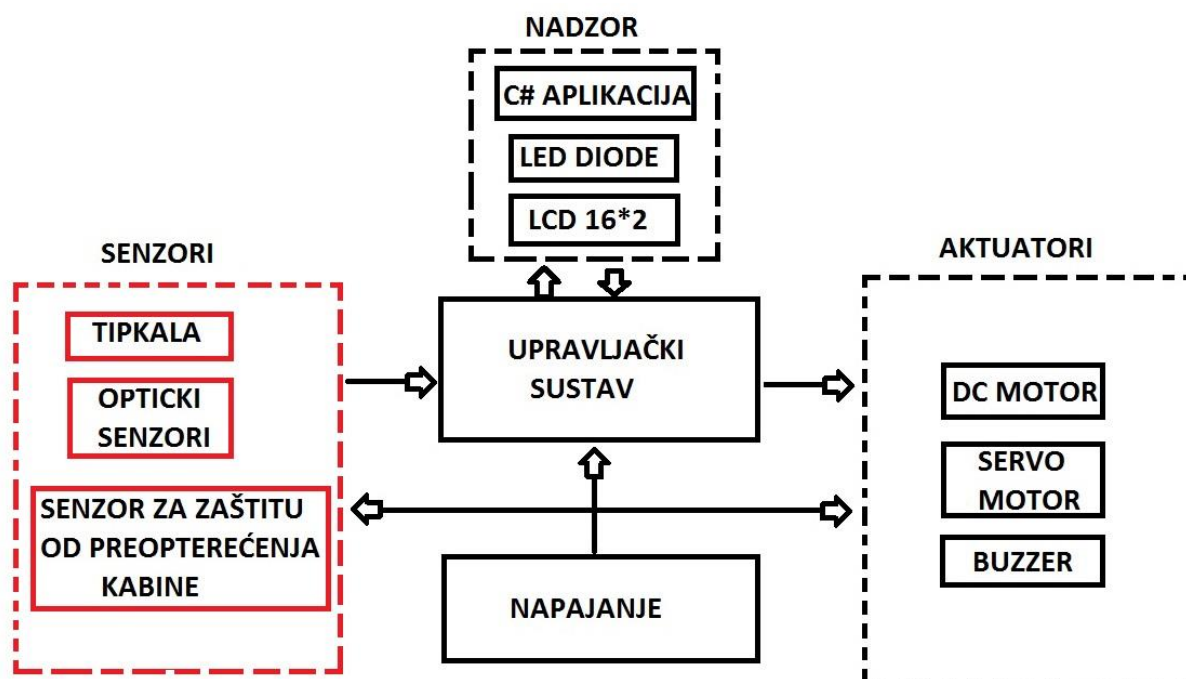 NADZOR
C# APLIKACIJA
LED DIODE
LCD 16*2
SENZORI
TIPKALA
OPTICKI
SENZORI
SENZOR ZA ZAŠTITU
OD PREOPTEREĆENJA
KABINE
UPRAVLJAČKI
SUSTAV
NAPAJANJE
AKTUATORI
DC MOTOR
SERVO
MOTOR
BUZZER